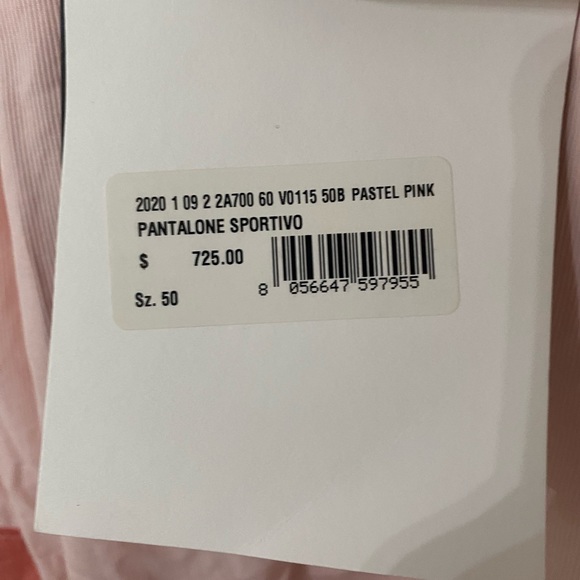 2020 1 09 2 2A700 60 V0115 50B PASTEL PINK
PANTALONE SPORTIVO
$ 725.00
Sz. 50
8 056647 597955